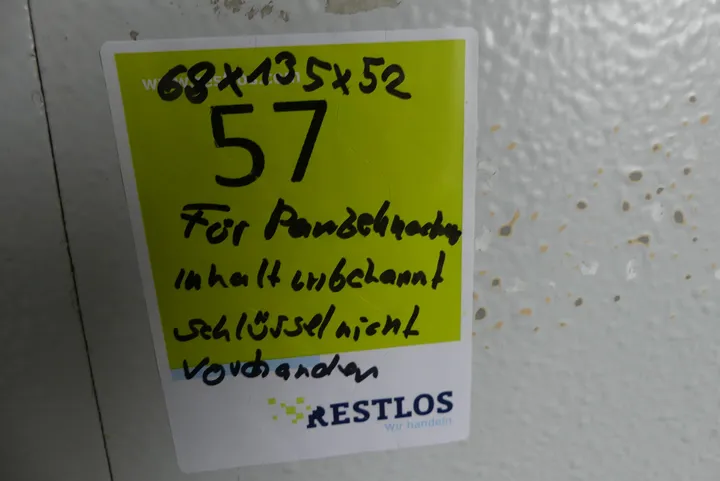 68x135x52
57
Für Panzerknacker
inhalt unbekannt
schlüssel nicht
Vorhanden
RESTLOS
Wir handeln